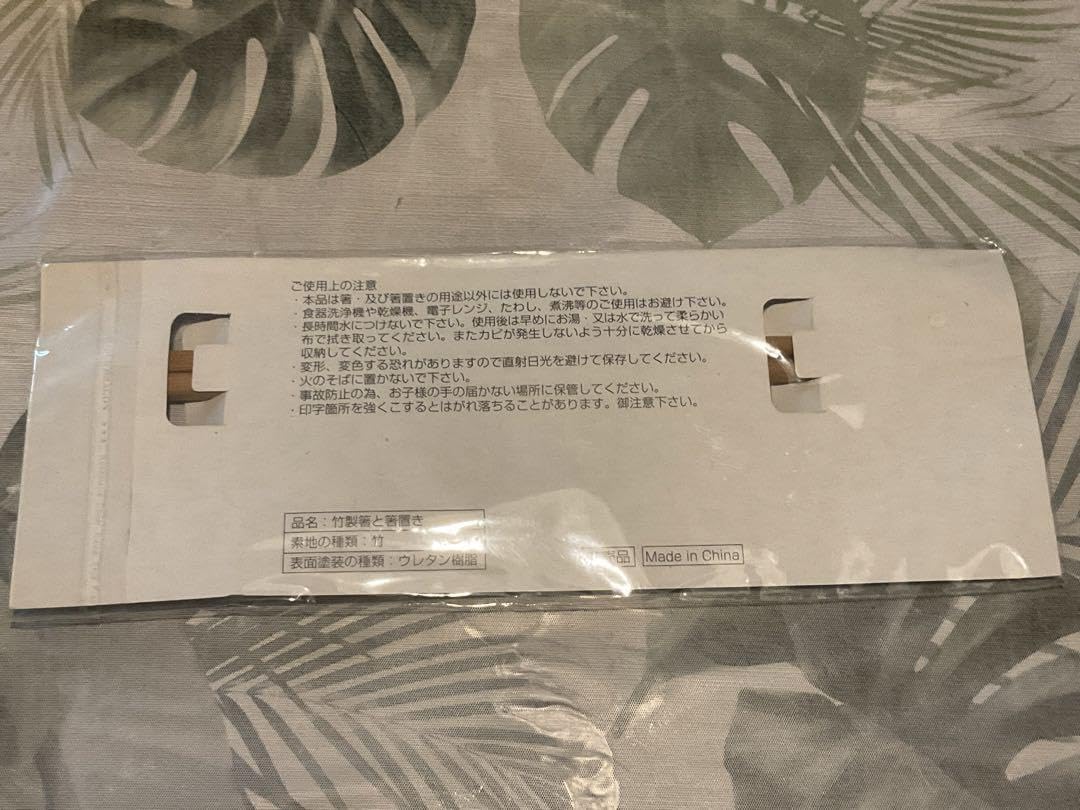 ご使用上の注意
・本品は箸・及び箸置きの用途以外には使用しないで下さい。
・食器洗浄機や乾燥機、電子レンジ、たわし、煮沸等のご使用はお避け下さい。
・長時間水につけないで下さい。使用後は早めにお湯・又は水で洗って柔らかい
布で拭き取ってください。またカビが発生しないよう十分に乾燥させてから
収納してください。
・変形、変色する恐れがありますので直射日光を避けて保存してください。
・火のそばに置かないで下さい。
・事故防止の為、お子様の手の届かない場所に保管してください。
・印字箇所を強くこするとはがれ落ちることがあります。御注意下さい。
品名：竹製箸と箸置き
素地の種類：竹
表面塗装の種類：ウレタン樹脂
品
Made in China